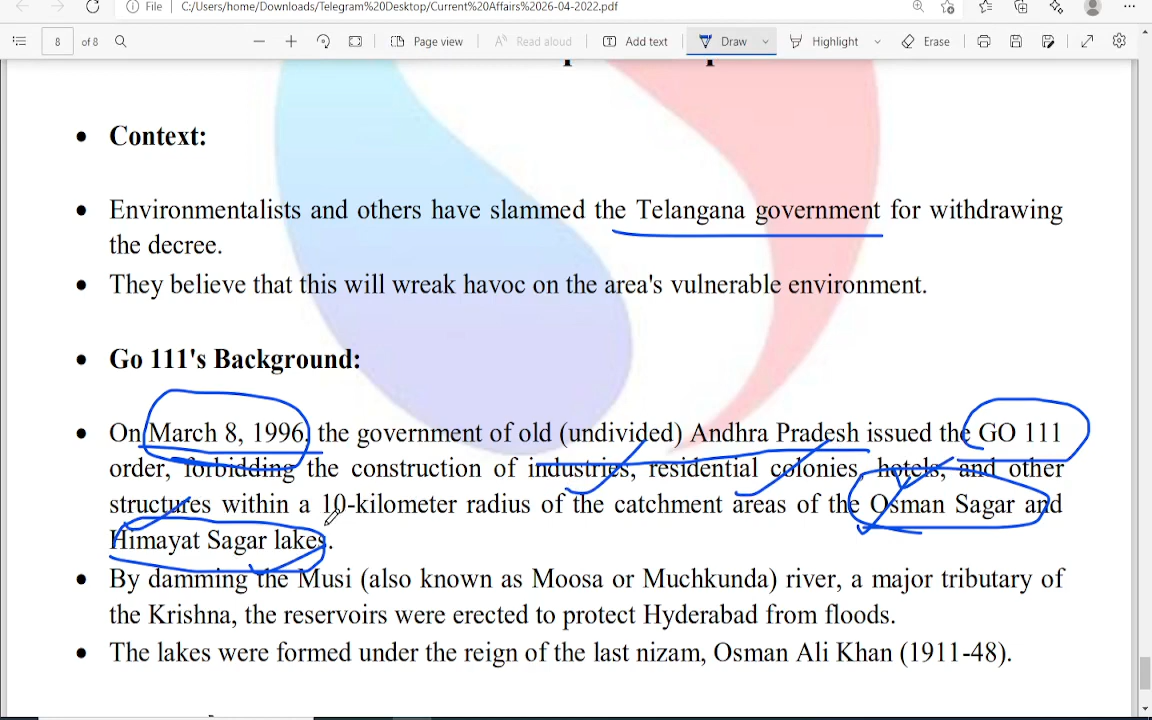 File C:/Users/home/Downloads/Telegram%20Desktop/Current%20Affairs%2026-04-2022.pdf
8 of 8 Page view Read aloud Add text Draw Highlight Erase
• Context:
• Environmentalists and others have slammed the Telangana government for withdrawing
the decree.
• They believe that this will wreak havoc on the area's vulnerable environment.
• Go 111's Background:
• On March 8, 1996, the government of old (undivided) Andhra Pradesh issued the GO 111
order, forbidding the construction of industries, residential colonies, hotels, and other
structures within a 10-kilometer radius of the catchment areas of the Osman Sagar and
Himayat Sagar lakes.
• By damming the Musi (also known as Moosa or Muchkunda) river, a major tributary of
the Krishna, the reservoirs were erected to protect Hyderabad from floods.
• The lakes were formed under the reign of the last nizam, Osman Ali Khan (1911-48).